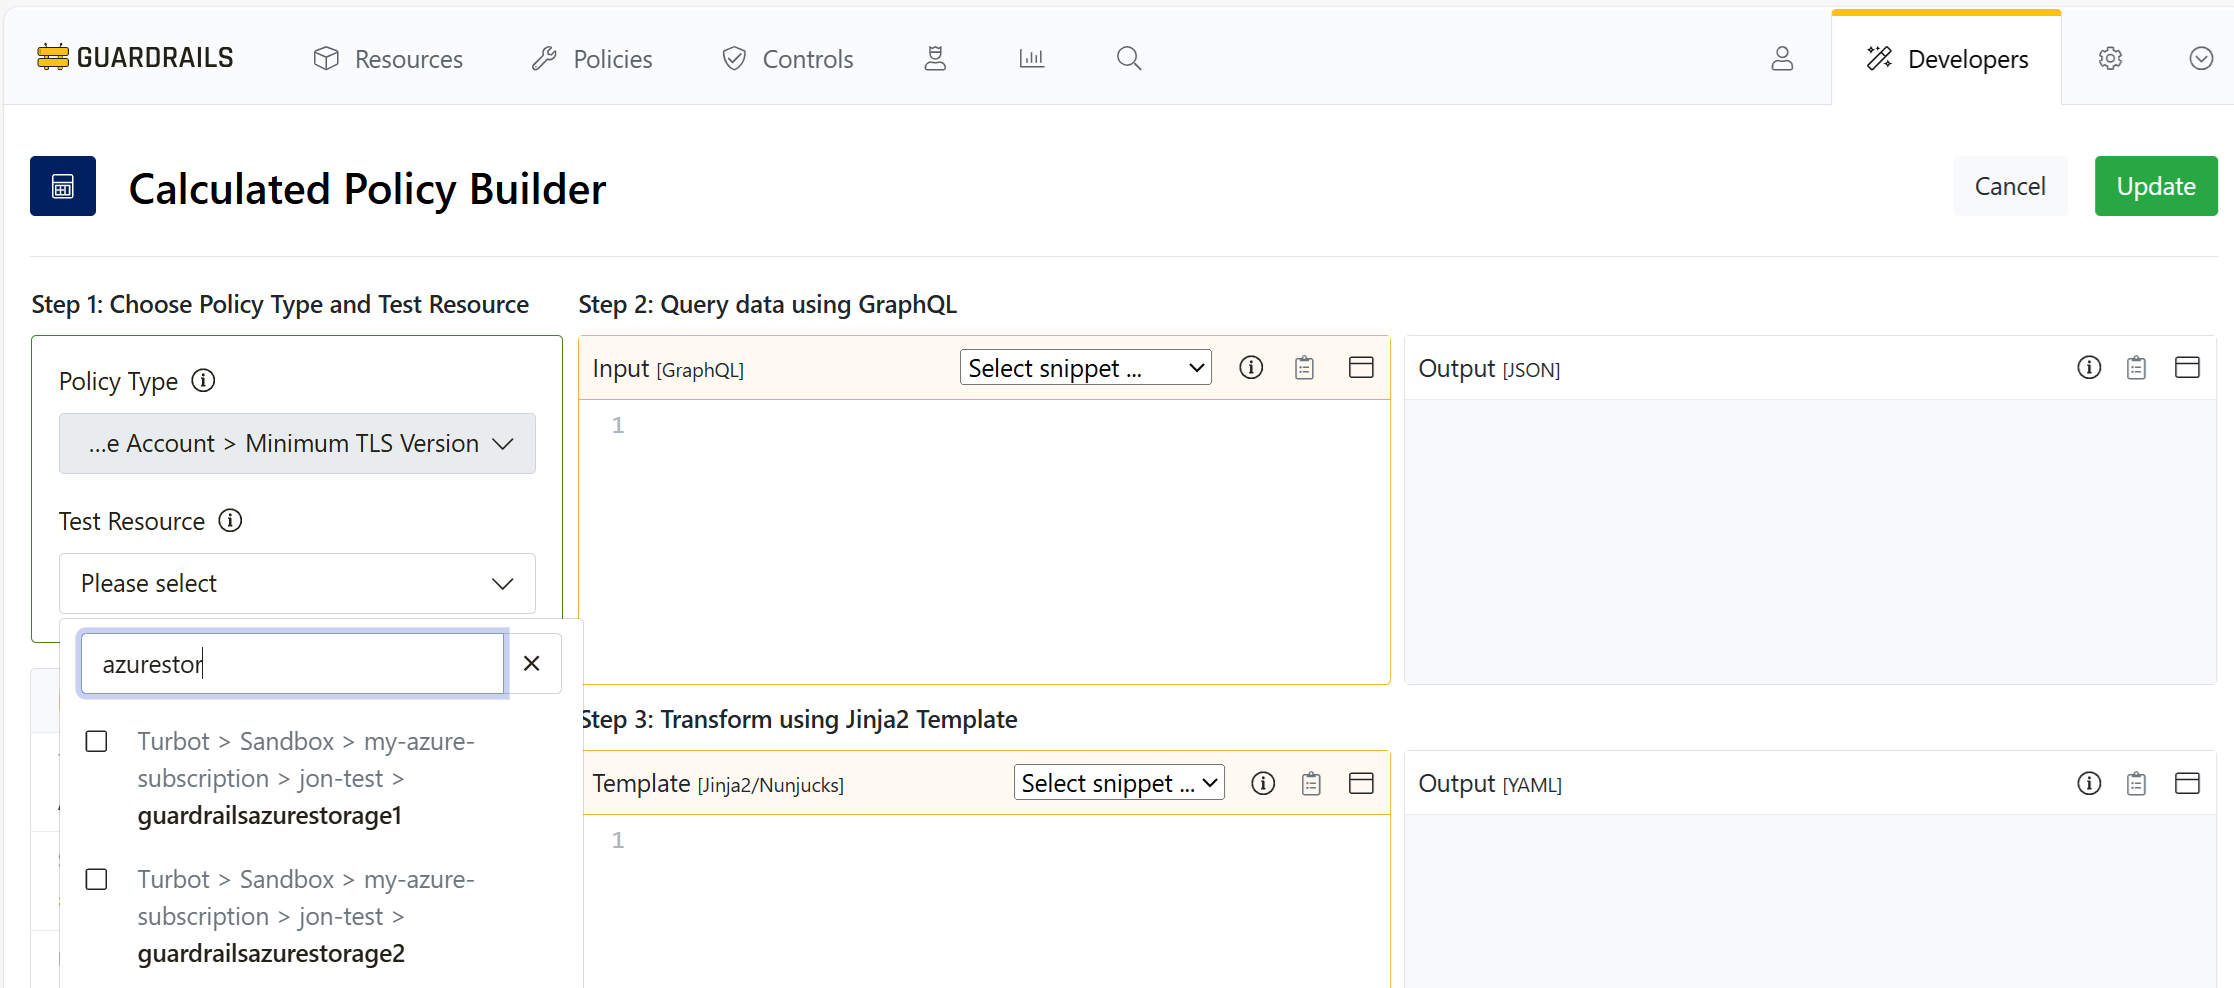 GUARDRAILS
Resources
Policies
Controls
Developers
Calculated Policy Builder
Cancel
Update
Step 1: Choose Policy Type and Test Resource
Policy Type
...e Account > Minimum TLS Version
Test Resource
Please select
azurestor
Turbot > Sandbox > my-azure-
subscription > jon-test >
guardrailsazurestorage1
Turbot > Sandbox > my-azure-
subscription > jon-test >
guardrailsazurestorage2
Step 2: Query data using GraphQL
Input [GraphQL]
Select snippet ...
1
Output [JSON]
Step 3: Transform using Jinja2 Template
Template [Jinja2/Nunjucks]
Select snippet ...
1
Output [YAML]